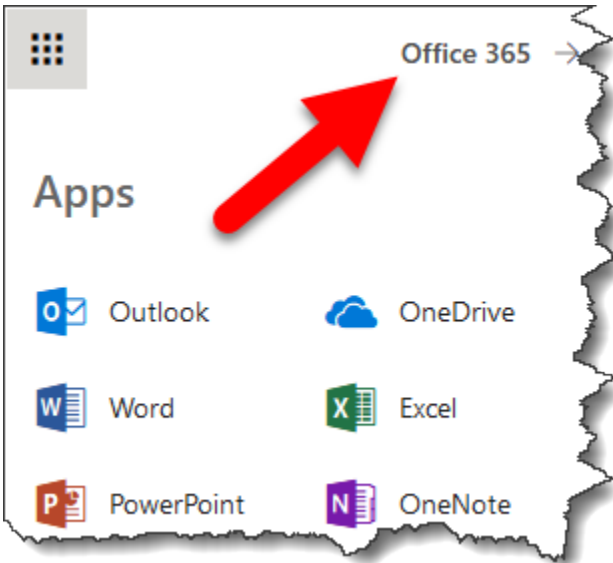 Office 365 →
Apps
Outlook OneDrive
Word Excel
PowerPoint OneNote